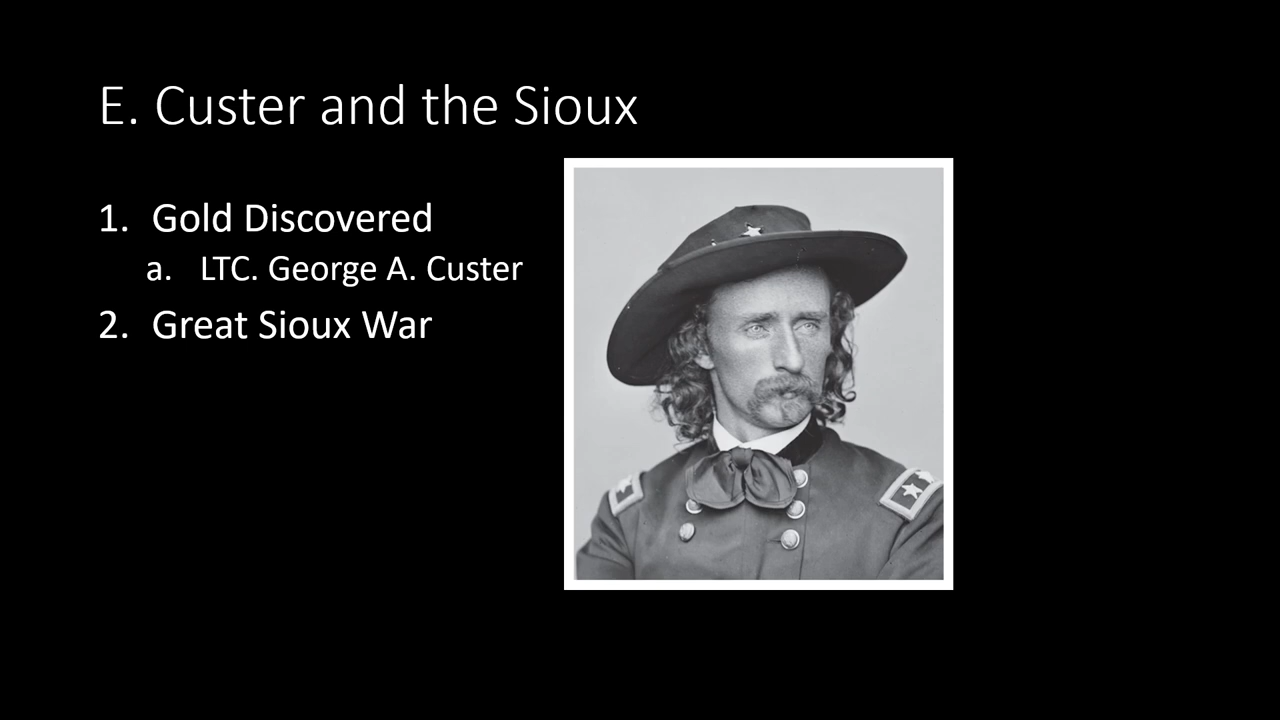 E. Custer and the Sioux
1. Gold Discovered
a. LTC. George A. Custer
2. Great Sioux War